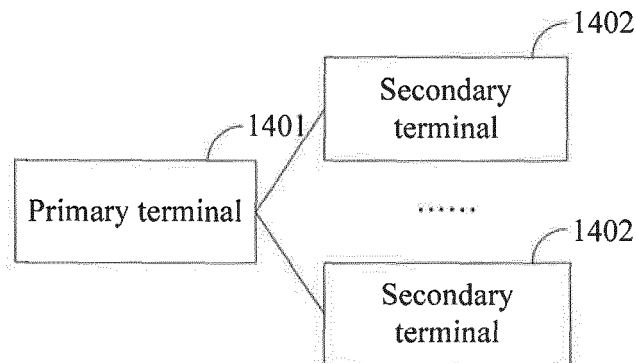 1402
Secondary
terminal
1401
Primary terminal
......
1402
Secondary
terminal